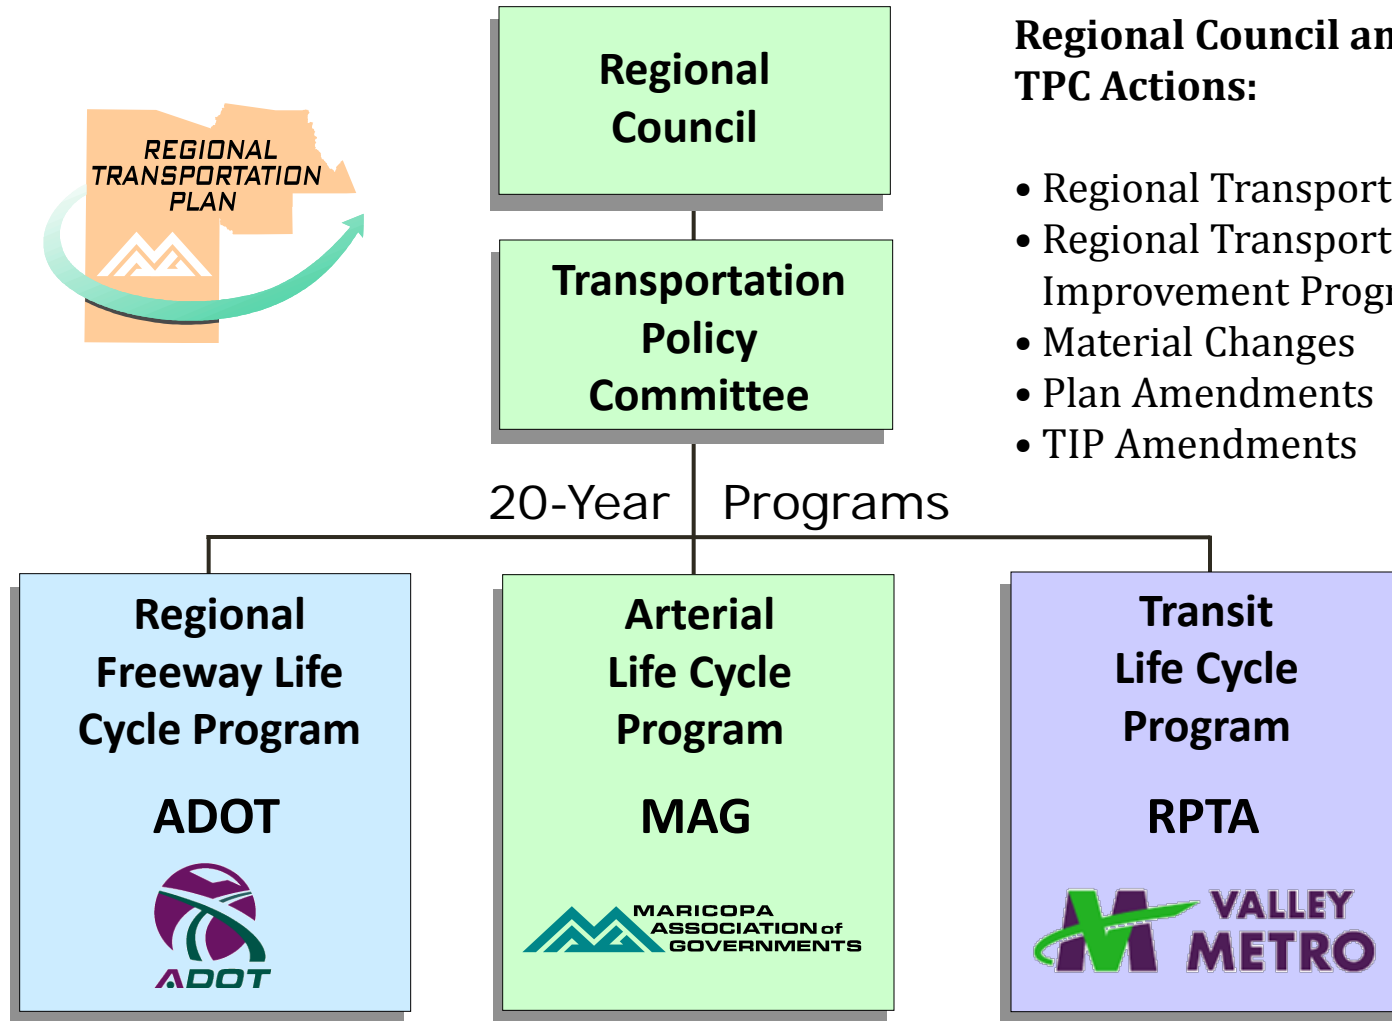 REGIONAL
TRANSPORTATION
PLAN
Regional
Council
Regional Council an
TPC Actions:
• Regional Transport
• Regional Transport
Improvement Progr
• Material Changes
• Plan Amendments
• TIP Amendments
Transportation
Policy
Committee
20-Year Programs
Regional
Freeway Life
Cycle Program
ADOT
ADOT
Arterial
Life Cycle
Program
MAG
MARICOPA
ASSOCIATION of
GOVERNMENTS
Transit
Life Cycle
Program
RPTA
VALLEY
METRO